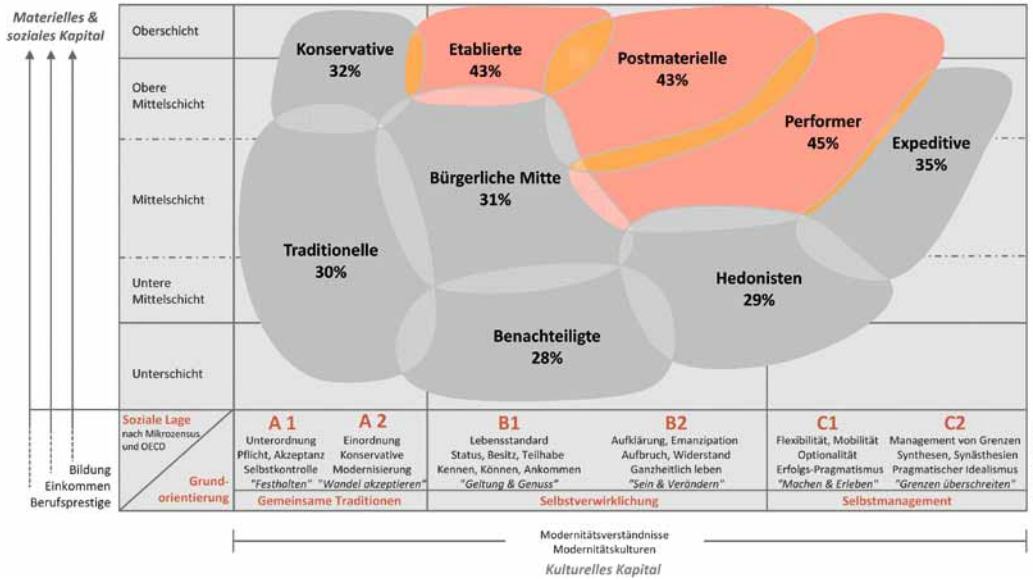 Materielles &
soziales Kapital
Oberschicht
Obere
Mittelschicht
Mittelschicht
Untere
Mittelschicht
Unterschicht
Konservative
32%
Etablierte
43%
Postmaterielle
43%
Performer
45%
Expeditive
35%
Bürgerliche Mitte
31%
Traditionelle
30%
Hedonisten
29%
Benachteiligte
28%
Soziale Lage
nach Mikrozensus
und OECD
Bildung
Einkommen
Berufsprestige
Grund-
orientierung
A 1
Unterordnung
Pflicht, Akzeptanz
Selbstkontrolle
"Festhalten"
A 2
Einordnung
Konservative
Modernisierung
"Wandel akzeptieren"
Gemeinsame Traditionen
B1
Lebensstandard
Status, Besitz, Teilhabe
Kennen, Können, Ankommen
"Geltung & Genuss"
B2
Aufklärung, Emanzipation
Aufbruch, Widerstand
Ganzheitlich leben
"Sein & Verändern"
Selbstverwirklichung
C1
Flexibilität, Mobilität
Optionalität
Erfolgs-Pragmatismus
"Machen & Erleben"
C2
Management von Grenzen
Synthesen, Synästhesien
Pragmatischer Idealismus
"Grenzen überschreiten"
Selbstmanagement
Modernitätsverständnisse
Modernitätskulturen
Kulturelles Kapital